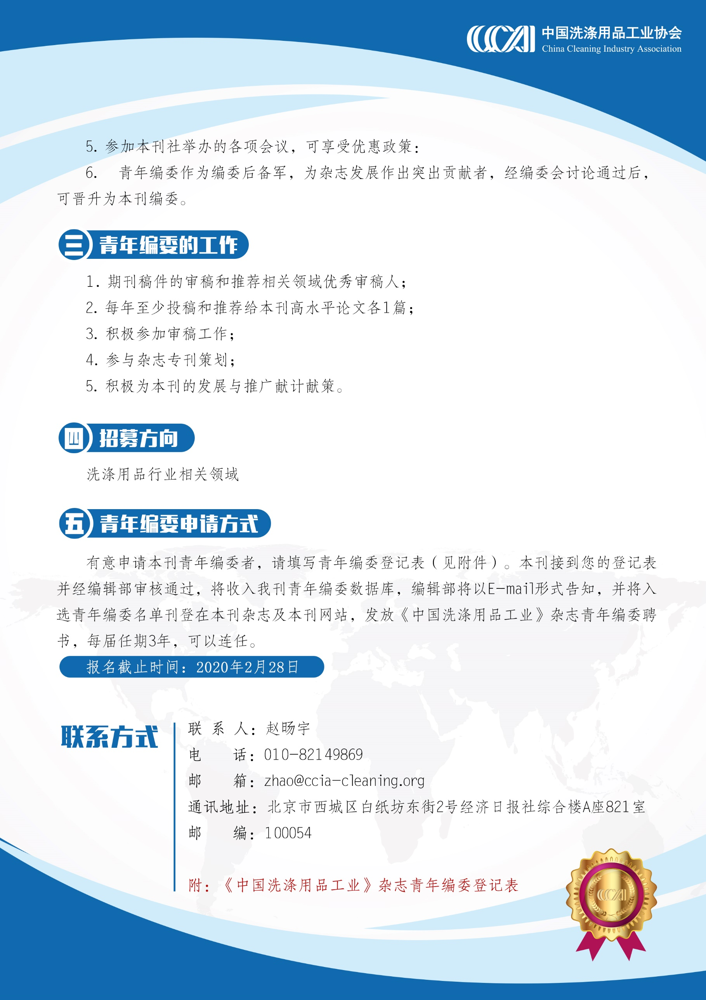 CCIA 中国洗涤用品工业协会
China Cleaning Industry Association
5. 参加本刊社举办的各项会议，可享受优惠政策：
6. 青年编委作为编委后备军，为杂志发展作出突出贡献者，经编委会讨论通过后，
可晋升为本刊编委。
三 青年编委的工作
1. 期刊稿件的审稿和推荐相关领域优秀审稿人；
2. 每年至少投稿和推荐给本刊高水平论文各1篇；
3. 积极参加审稿工作；
4. 参与杂志专刊策划；
5. 积极为本刊的发展与推广献计献策。
四 招募方向
洗涤用品行业相关领域
五 青年编委申请方式
有意申请本刊青年编委者，请填写青年编委登记表（见附件）。本刊接到您的登记表
并经编辑部审核通过，将收入我刊青年编委数据库，编辑部将以E-mail形式告知，并将入
选青年编委名单刊登在本刊杂志及本刊网站，发放《中国洗涤用品工业》杂志青年编委聘
书，每届任期3年，可以连任。
报名截止时间：2020年2月28日
联系方式
联 系 人：赵旸宇
电 话：010-82149869
邮 箱：zhao@ccia-cleaning.org
通讯地址：北京市西城区白纸坊东街2号经济日报社综合楼A座821室
邮 编：100054
附：《中国洗涤用品工业》杂志青年编委登记表
CCIA